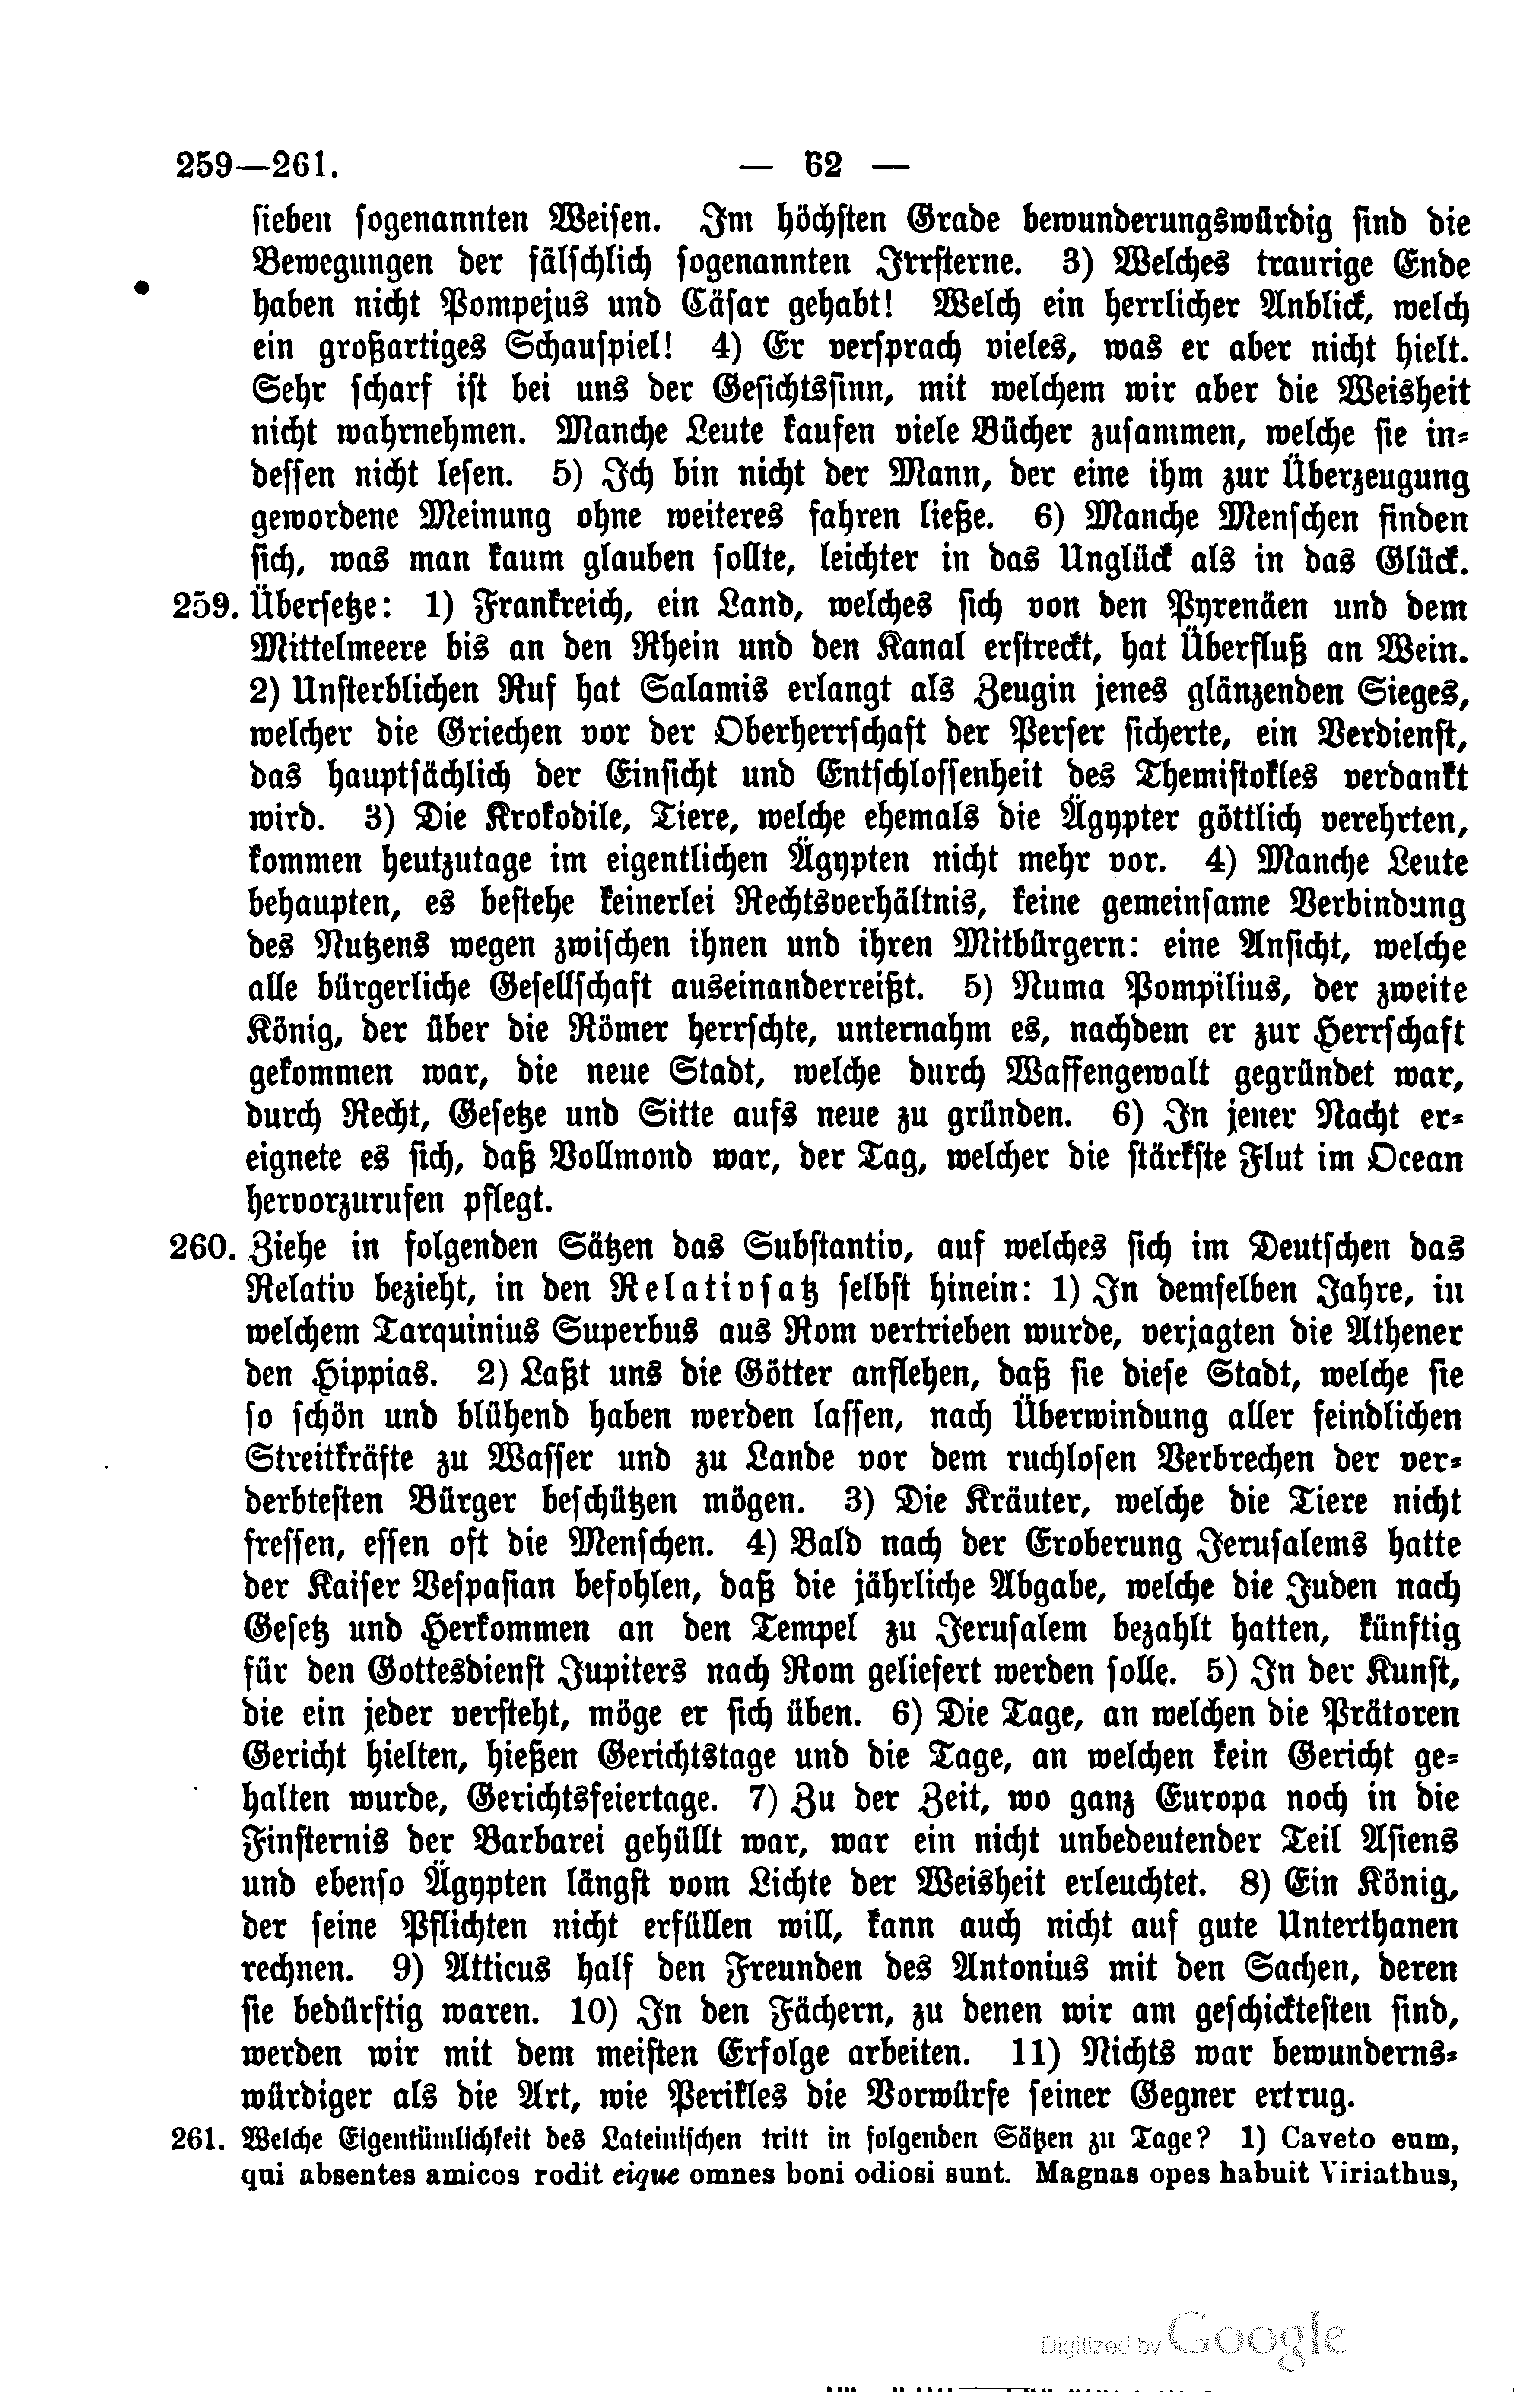 259—261.
— 62 —
sieben sogenannten Weisen. Im höchsten Grade bewunderungswürdig sind die
Bewegungen der fälschlich sogenannten Irrsterne. 3) Welches traurige Ende
haben nicht Pompejus und Cäsar gehabt! Welch ein herrlicher Anblick, welch
ein großartiges Schauspiel! 4) Er versprach vieles, was er aber nicht hielt.
Sehr scharf ist bei uns der Gesichtssinn, mit welchem wir aber die Weisheit
nicht wahrnehmen. Manche Leute kaufen viele Bücher zusammen, welche sie in-
dessen nicht lesen. 5) Ich bin nicht der Mann, der eine ihm zur Überzeugung
gewordene Meinung ohne weiteres fahren ließe. 6) Manche Menschen finden
sich, was man kaum glauben sollte, leichter in das Unglück als in das Glück.
259. Übersetze: 1) Frankreich, ein Land, welches sich von den Pyrenäen und dem
Mittelmeere bis an den Rhein und den Kanal erstreckt, hat Überfluß an Wein.
2) Unsterblichen Ruf hat Salamis erlangt als Zeugin jenes glänzenden Sieges,
welcher die Griechen vor der Oberherrschaft der Perser sicherte, ein Verdienst,
das hauptsächlich der Einsicht und Entschlossenheit des Themistokles verdankt
wird. 3) Die Krokodile, Tiere, welche ehemals die Ägypter göttlich verehrten,
kommen heutzutage im eigentlichen Ägypten nicht mehr vor. 4) Manche Leute
behaupten, es bestehe keinerlei Rechtsverhältnis, keine gemeinsame Verbindung
des Nutzens wegen zwischen ihnen und ihren Mitbürgern: eine Ansicht, welche
alle bürgerliche Gesellschaft auseinanderreißt. 5) Numa Pompilius, der zweite
König, der über die Römer herrschte, unternahm es, nachdem er zur Herrschaft
gekommen war, die neue Stadt, welche durch Waffengewalt gegründet war,
durch Recht, Gesetze und Sitte aufs neue zu gründen. 6) In jener Nacht er-
eignete es sich, daß Vollmond war, der Tag, welcher die stärkste Flut im Ocean
hervorzurufen pflegt.
260. Ziehe in folgenden Sätzen das Substantiv, auf welches sich im Deutschen das
Relativ bezieht, in den Relativsatz selbst hinein: 1) In demselben Jahre, in
welchem Tarquinius Superbus aus Rom vertrieben wurde, verjagten die Athener
den Hippias. 2) Laßt uns die Götter anflehen, daß sie diese Stadt, welche sie
so schön und blühend haben werden lassen, nach Überwindung aller feindlichen
Streitkräfte zu Wasser und zu Lande vor dem ruchlosen Verbrechen der ver-
derbtesten Bürger beschützen mögen. 3) Die Kräuter, welche die Tiere nicht
fressen, essen oft die Menschen. 4) Bald nach der Eroberung Jerusalems hatte
der Kaiser Vespasian befohlen, daß die jährliche Abgabe, welche die Juden nach
Gesetz und Herkommen an den Tempel zu Jerusalem bezahlt hatten, künftig
für den Gottesdienst Jupiters nach Rom geliefert werden solle. 5) In der Kunst,
die ein jeder versteht, möge er sich üben. 6) Die Tage, an welchen die Prätoren
Gericht hielten, hießen Gerichtstage und die Tage, an welchen kein Gericht ge-
halten wurde, Gerichtsfeiertage. 7) Zu der Zeit, wo ganz Europa noch in die
Finsternis der Barbarei gehüllt war, war ein nicht unbedeutender Teil Asiens
und ebenso Ägypten längst vom Lichte der Weisheit erleuchtet. 8) Ein König,
der seine Pflichten nicht erfüllen will, kann auch nicht auf gute Unterthanen
rechnen. 9) Atticus half den Freunden des Antonius mit den Sachen, deren
sie bedürftig waren. 10) In den Fächern, zu denen wir am geschicktesten sind,
werden wir mit dem meisten Erfolge arbeiten. 11) Nichts war bewunderns-
würdiger als die Art, wie Perikles die Vorwürfe seiner Gegner ertrug.
261. Welche Eigentümlichkeit des Lateinischen tritt in folgenden Sätzen zu Tage? 1) Caveto eum,
qui absentes amicos rodit eique omnes boni odiosi sunt. Magnas opes habuit Viriathus,
Digitized by Google